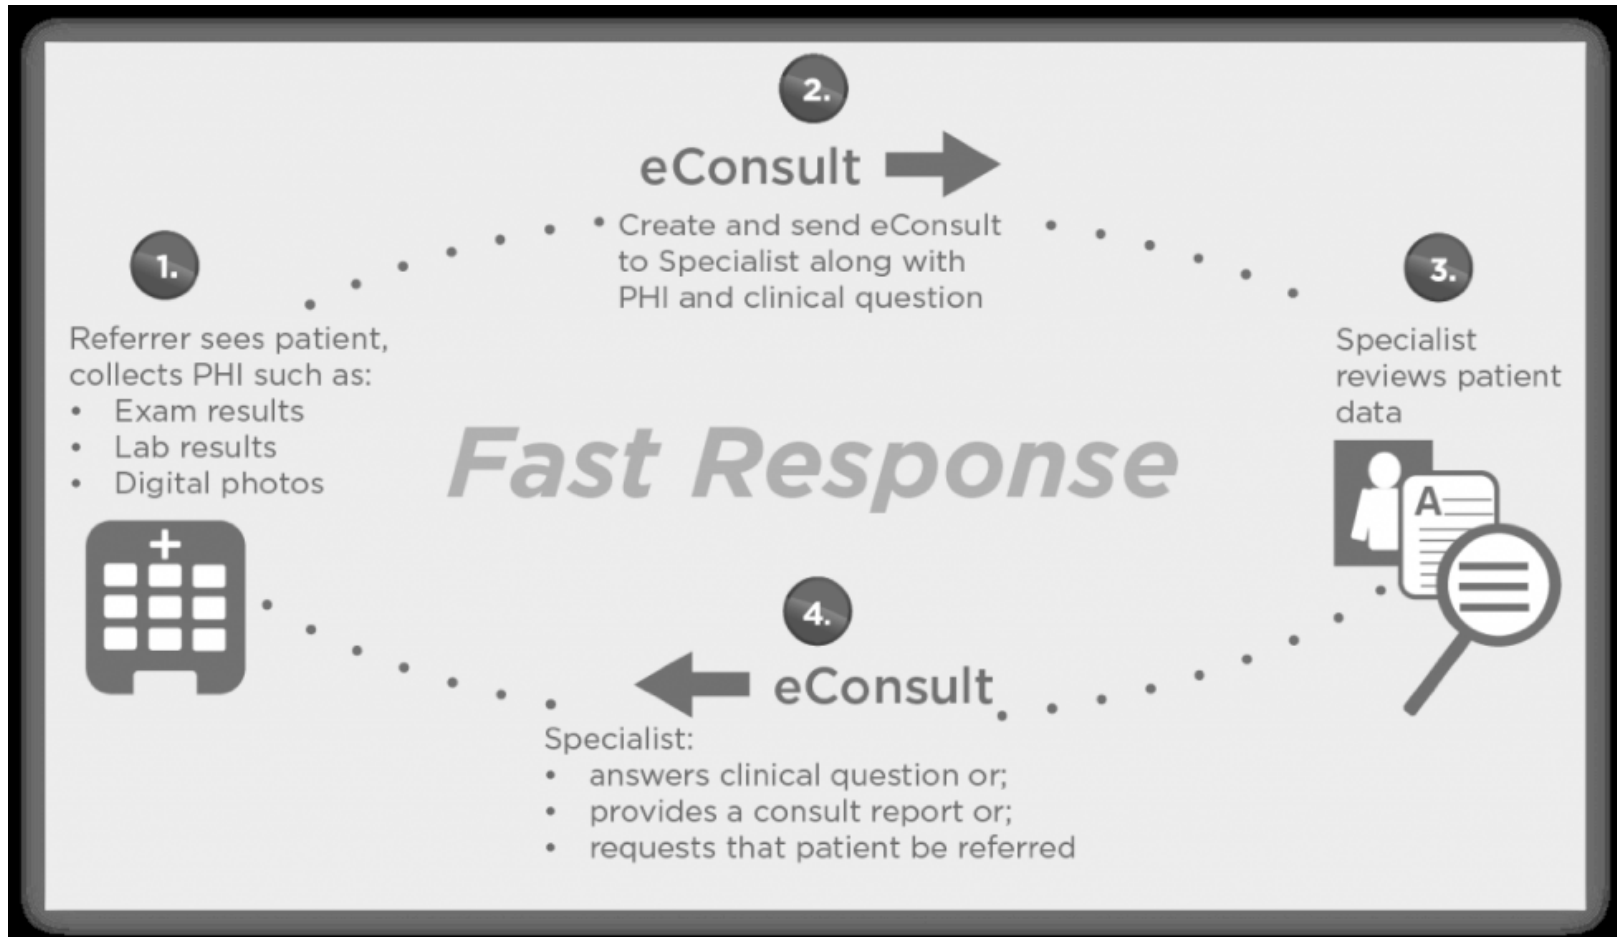 1.
Referrer sees patient,
collects PHI such as:
• Exam results
• Lab results
• Digital photos
2.
eConsult
Create and send eConsult
to Specialist along with
PHI and clinical question
3.
Specialist
reviews patient
data
A
Fast Response
4.
eConsult
Specialist:
• answers clinical question or;
• provides a consult report or;
• requests that patient be referred